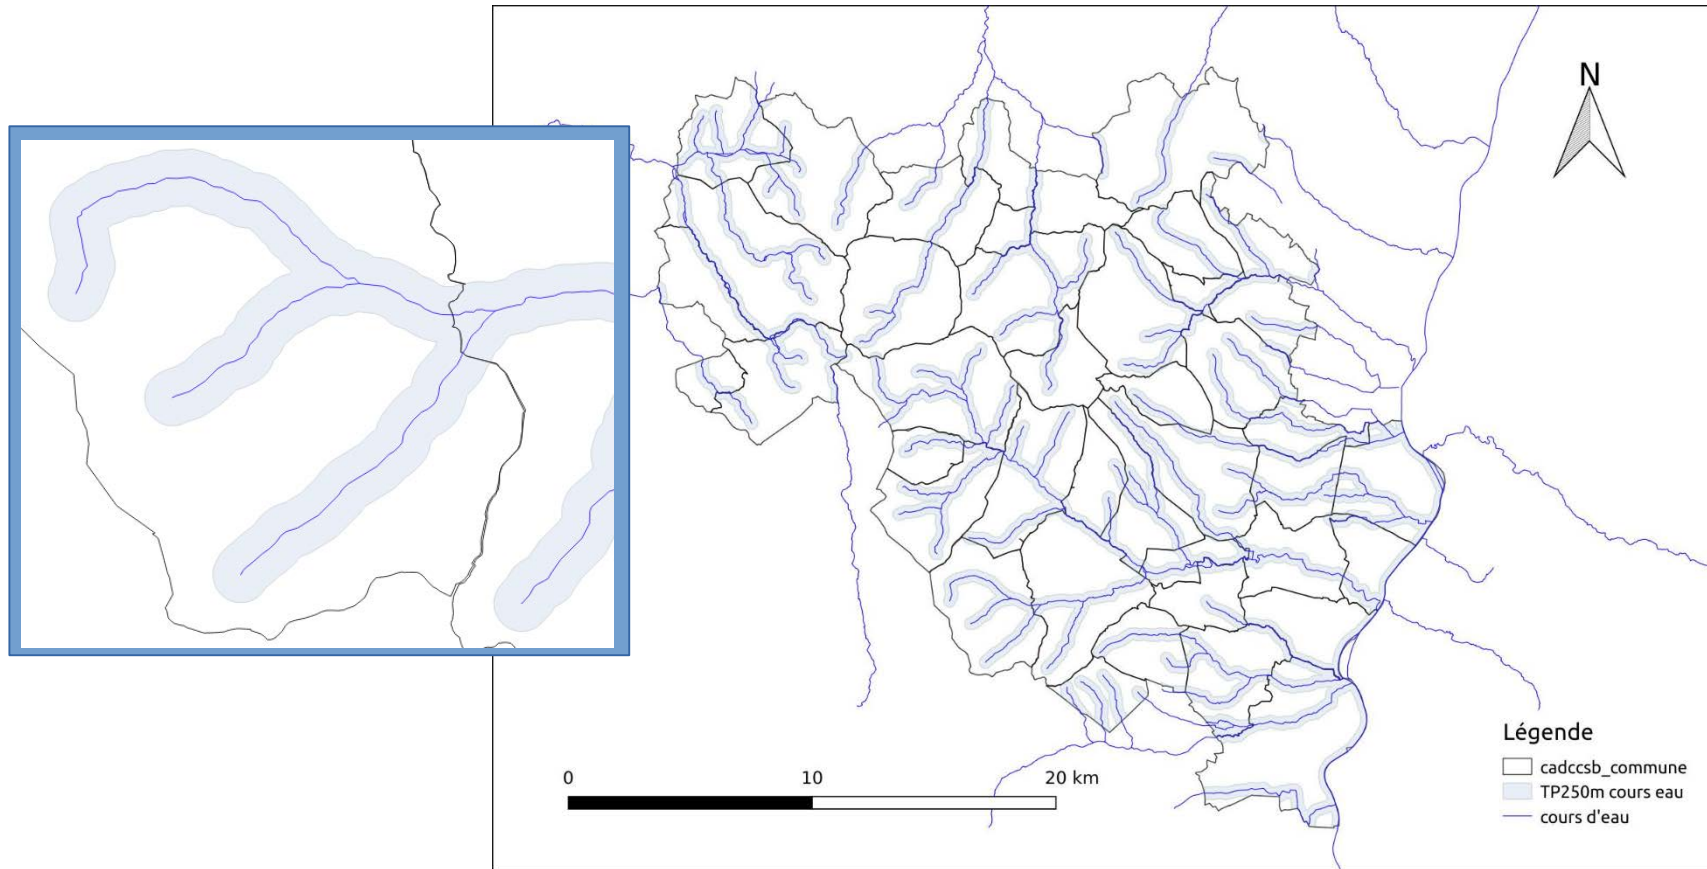 N
Légende
cadccsb_commune
TP250m cours eau
cours d'eau
0 10 20 km